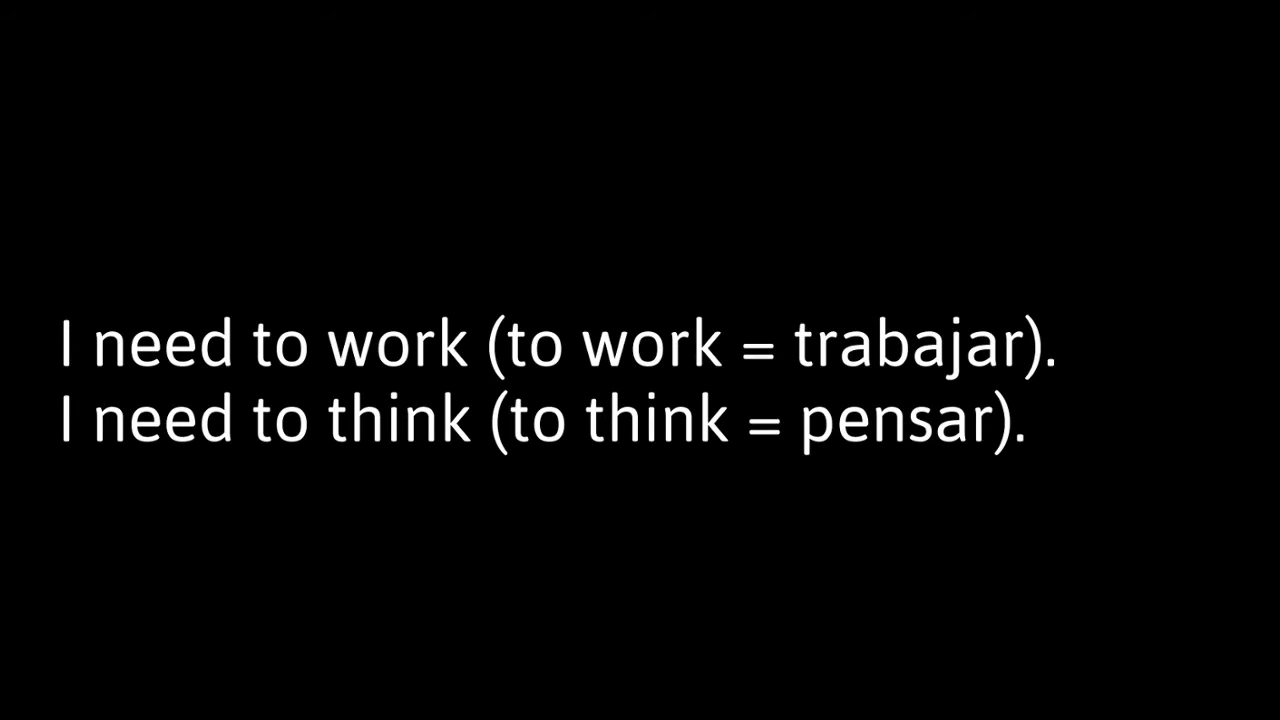 I need to work (to work = trabajar).
I need to think (to think = pensar).